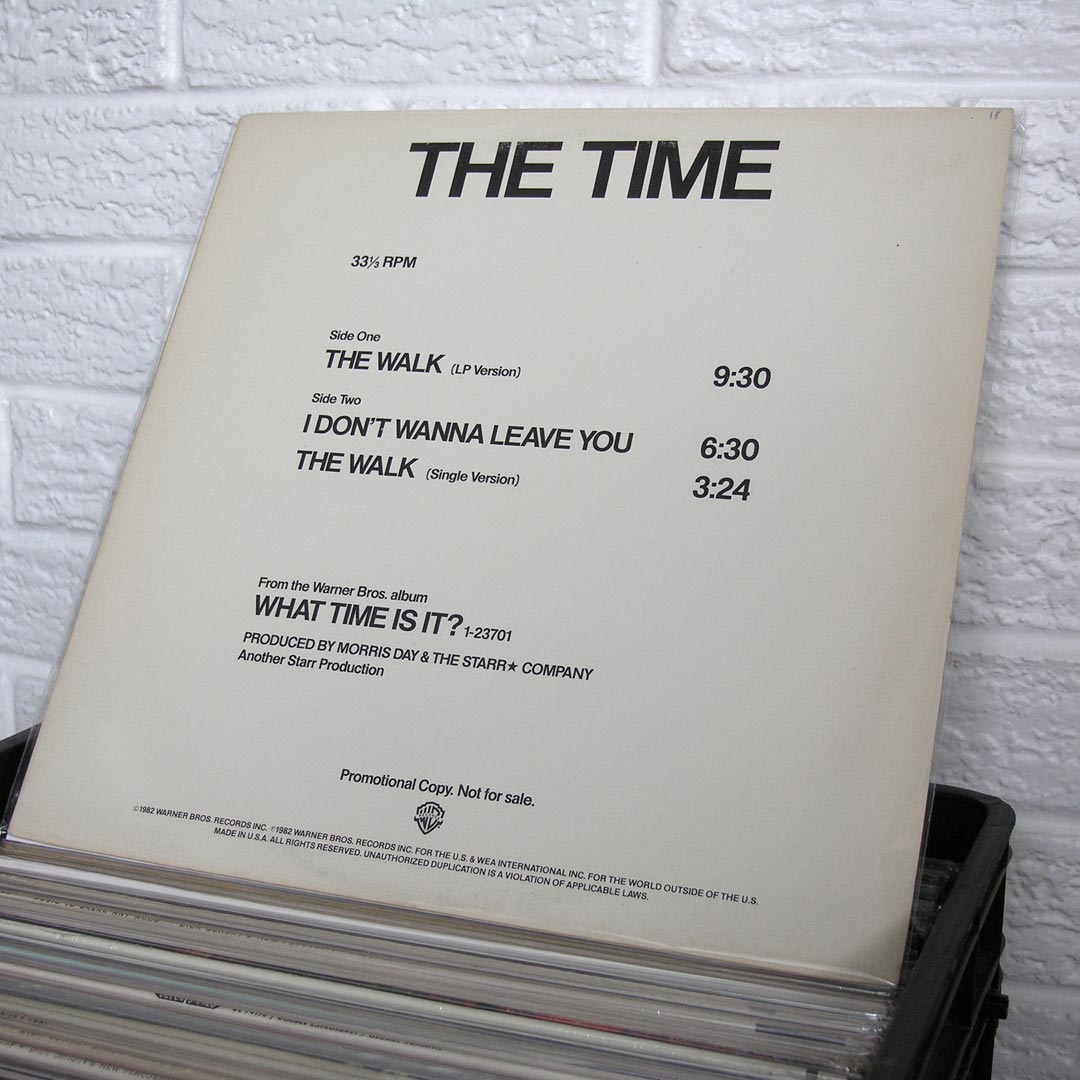 18
THE TIME
33⅓ RPM
Side One
THE WALK (LP Version) 9:30
Side Two
I DON'T WANNA LEAVE YOU 6:30
THE WALK (Single Version) 3:24
From the Warner Bros. album
WHAT TIME IS IT? 1-23701
PRODUCED BY MORRIS DAY & THE STARR★ COMPANY
Another Starr Production
Promotional Copy. Not for sale.
©1982 WARNER BROS. RECORDS INC. ℗1982 WARNER BROS. RECORDS INC. FOR THE U.S. & WEA INTERNATIONAL INC. FOR THE WORLD OUTSIDE OF THE U.S.
MADE IN U.S.A. ALL RIGHTS RESERVED. UNAUTHORIZED DUPLICATION IS A VIOLATION OF APPLICABLE LAWS.